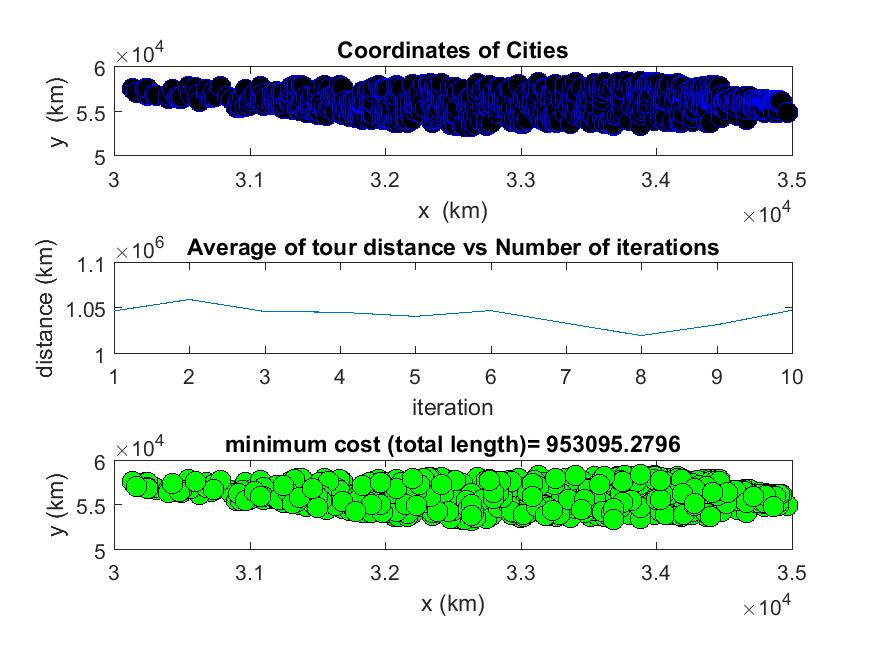 Coordinates of Cities
×10^4
6
5.5
5
y (km)
3 3.1 3.2 3.3 3.4 3.5
x (km)
×10^4
Average of tour distance vs Number of iterations
×10^6
1.1
1.05
1
distance (km)
1 2 3 4 5 6 7 8 9 10
iteration
minimum cost (total length)= 953095.2796
×10^4
6
5.5
5
y (km)
3 3.1 3.2 3.3 3.4 3.5
x (km)
×10^4